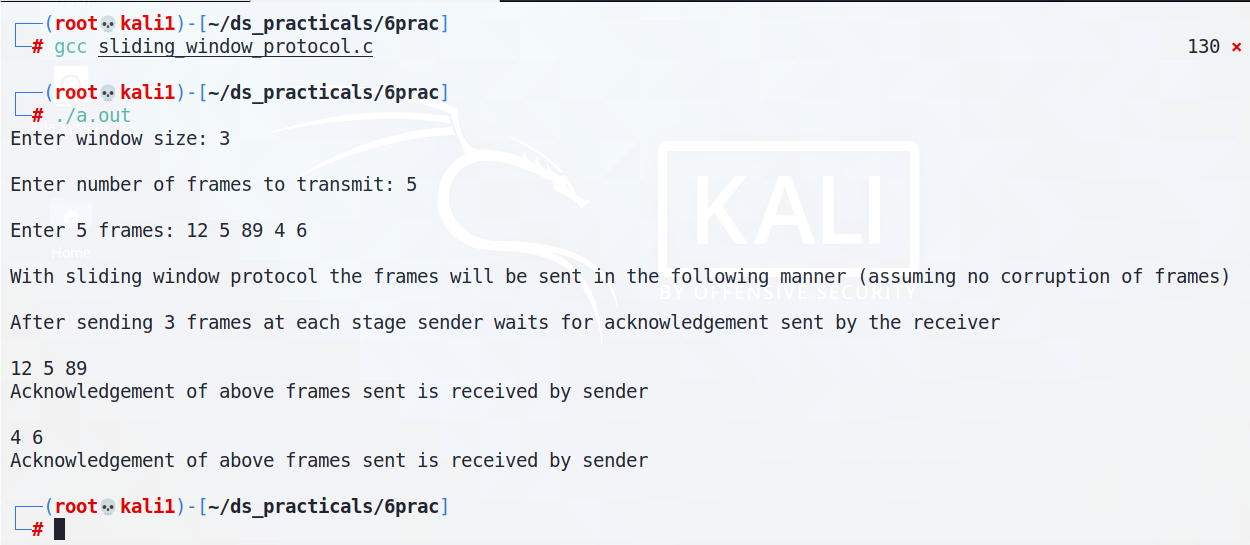 ┌──(root💀kali1)-[~/ds_practicals/6prac]
└─# gcc sliding_window_protocol.c 130 ⨯
┌──(root💀kali1)-[~/ds_practicals/6prac]
└─# ./a.out
Enter window size: 3
Enter number of frames to transmit: 5
Enter 5 frames: 12 5 89 4 6
Home
KALI
With sliding window protocol the frames will be sent in the following manner (assuming no corruption of frames)
BY OFFENSIVE SECURITY
After sending 3 frames at each stage sender waits for acknowledgement sent by the receiver
12 5 89
Acknowledgement of above frames sent is received by sender
4 6
Acknowledgement of above frames sent is received by sender
┌──(root💀kali1)-[~/ds_practicals/6prac]
└─#